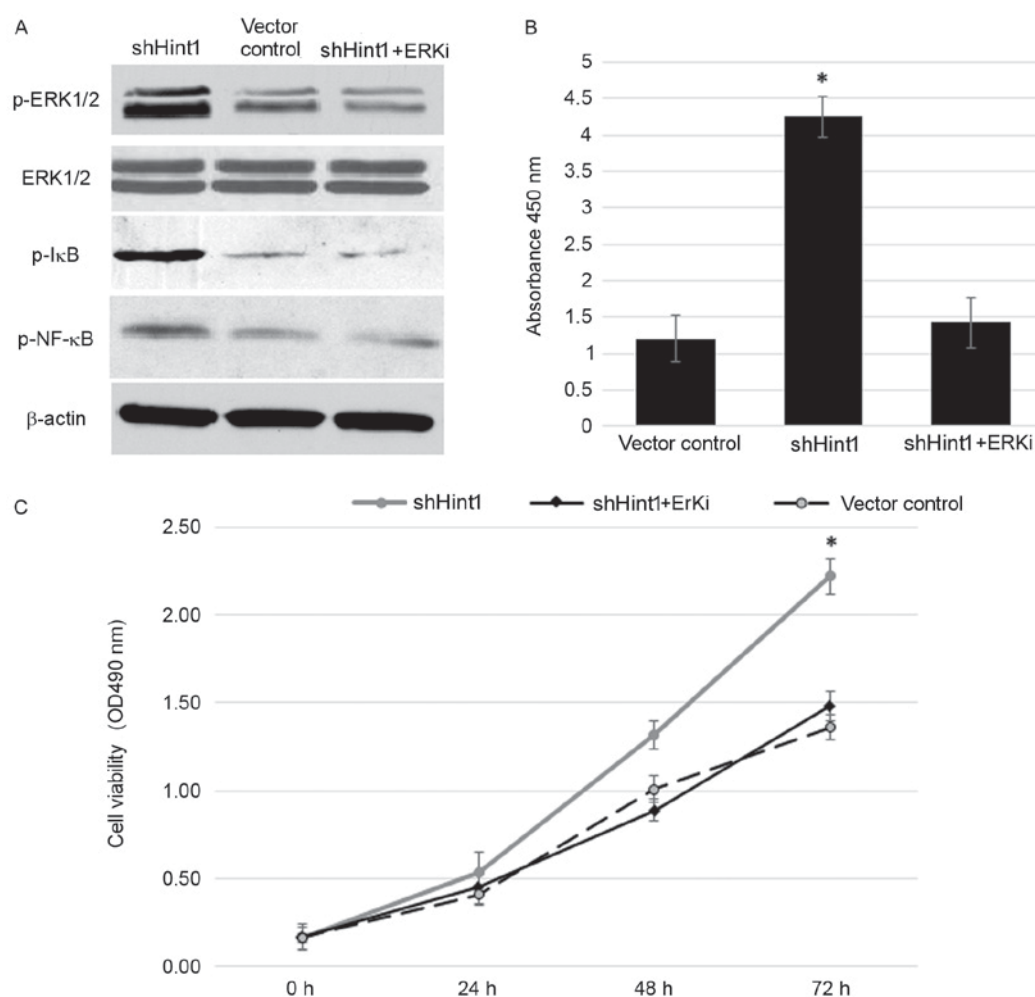 A
shHint1
Vector
control
shHint1+ERKi
p-ERK1/2
ERK1/2
p-IκB
p-NF-κB
β-actin
B
Absorbance 450 nm
5
4.5
4
3.5
3
2.5
2
1.5
1
0.5
0
*
Vector control
shHint1
shHint1+ERKi
C
shHint1
shHint1+ErKi
Vector control
Cell viability (OD490 nm)
2.50
2.00
1.50
1.00
0.50
0.00
*
0 h
24 h
48 h
72 h